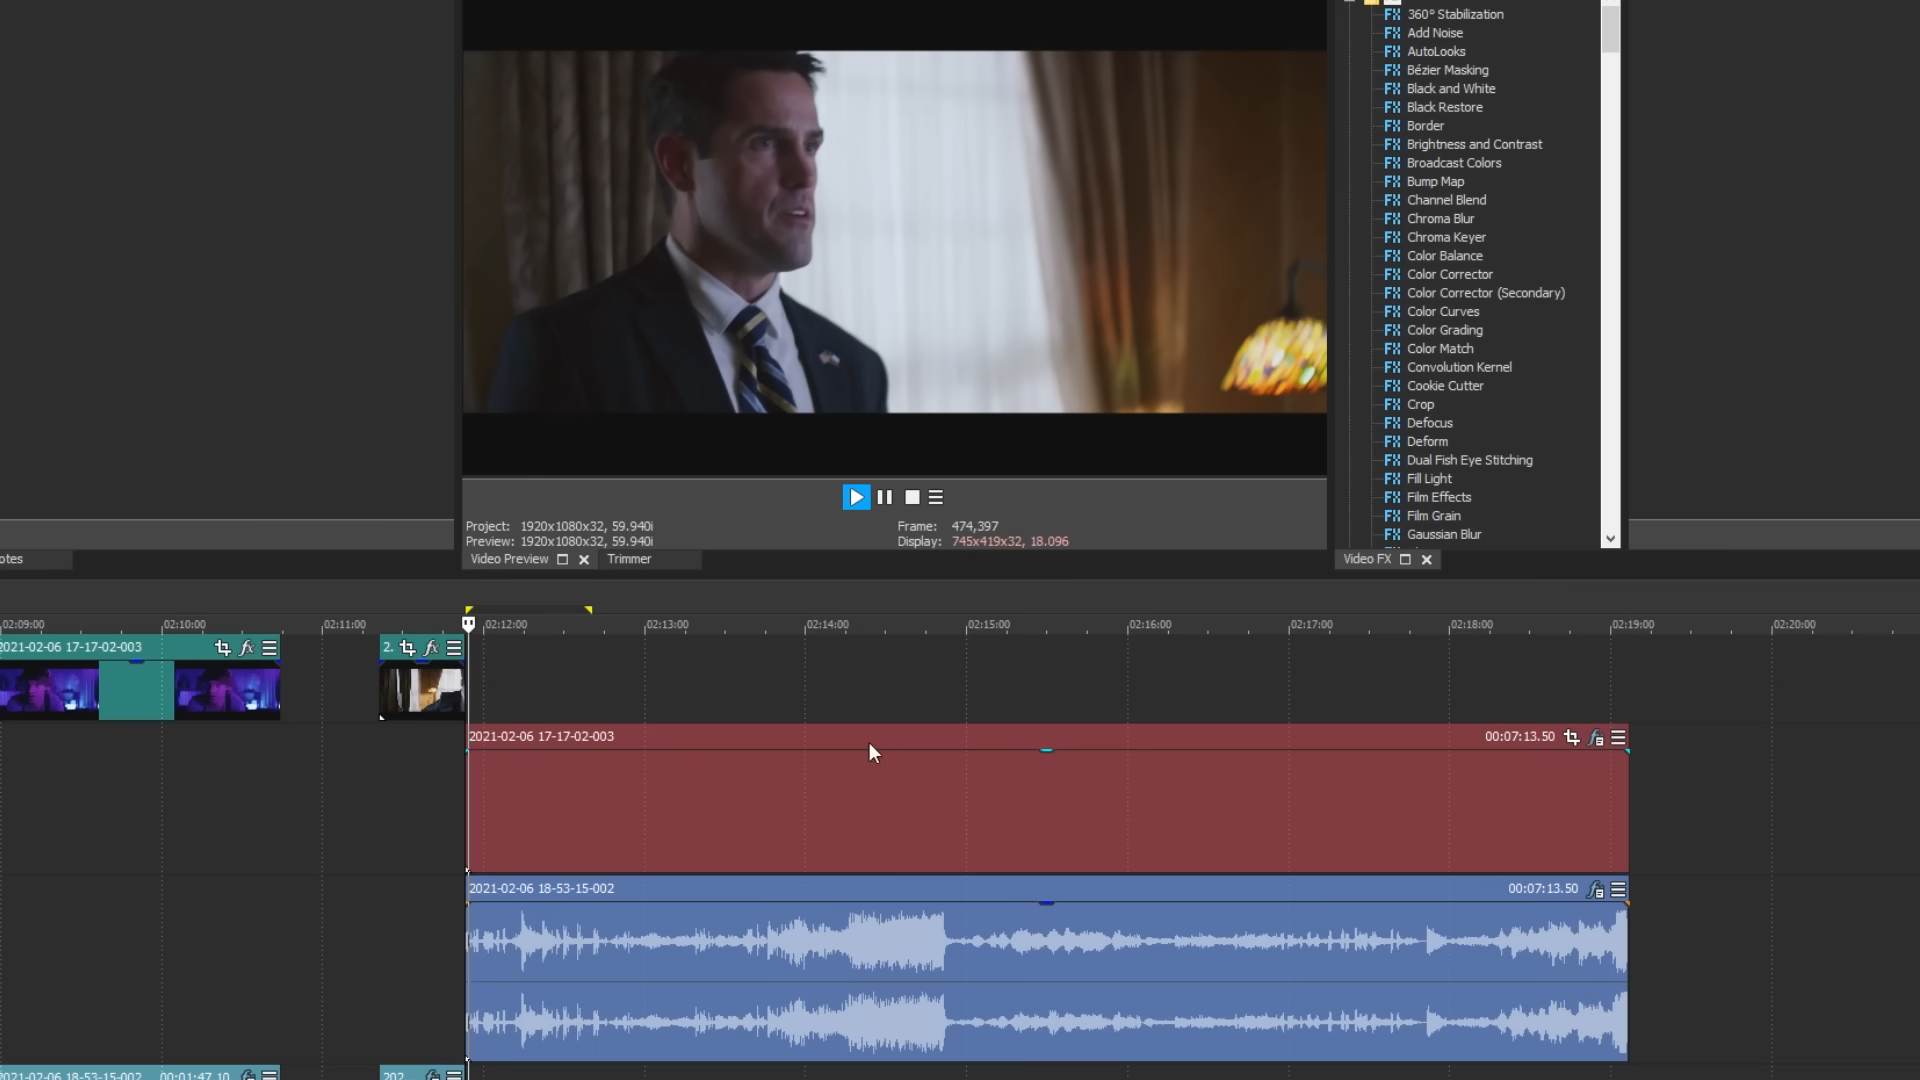 360° Stabilization
Add Noise
AutoLooks
Bézier Masking
Black and White
Black Restore
Border
Brightness and Contrast
Broadcast Colors
Bump Map
Channel Blend
Chroma Blur
Chroma Keyer
Color Balance
Color Corrector
Color Corrector (Secondary)
Color Curves
Color Grading
Color Match
Convolution Kernel
Cookie Cutter
Crop
Defocus
Deform
Dual Fish Eye Stitching
Fill Light
Film Effects
Film Grain
Gaussian Blur
Project: 1920x1080x32, 59.940i
Preview: 1920x1080x32, 59.940i
Frame: 474,397
Display: 745x419x32, 18.096
otes
Video Preview
Trimmer
Video FX
02:09:00 02:10:00 02:11:00 02:12:00 02:13:00 02:14:00 02:15:00 02:16:00 02:17:00 02:18:00 02:19:00 02:20:00
2021-02-06 17-17-02-003
2.
2021-02-06 17-17-02-003 00:07:13.50
2021-02-06 18-53-15-002 00:07:13.50
2021-02-06 18-53-15-002 00:01:47.10
202